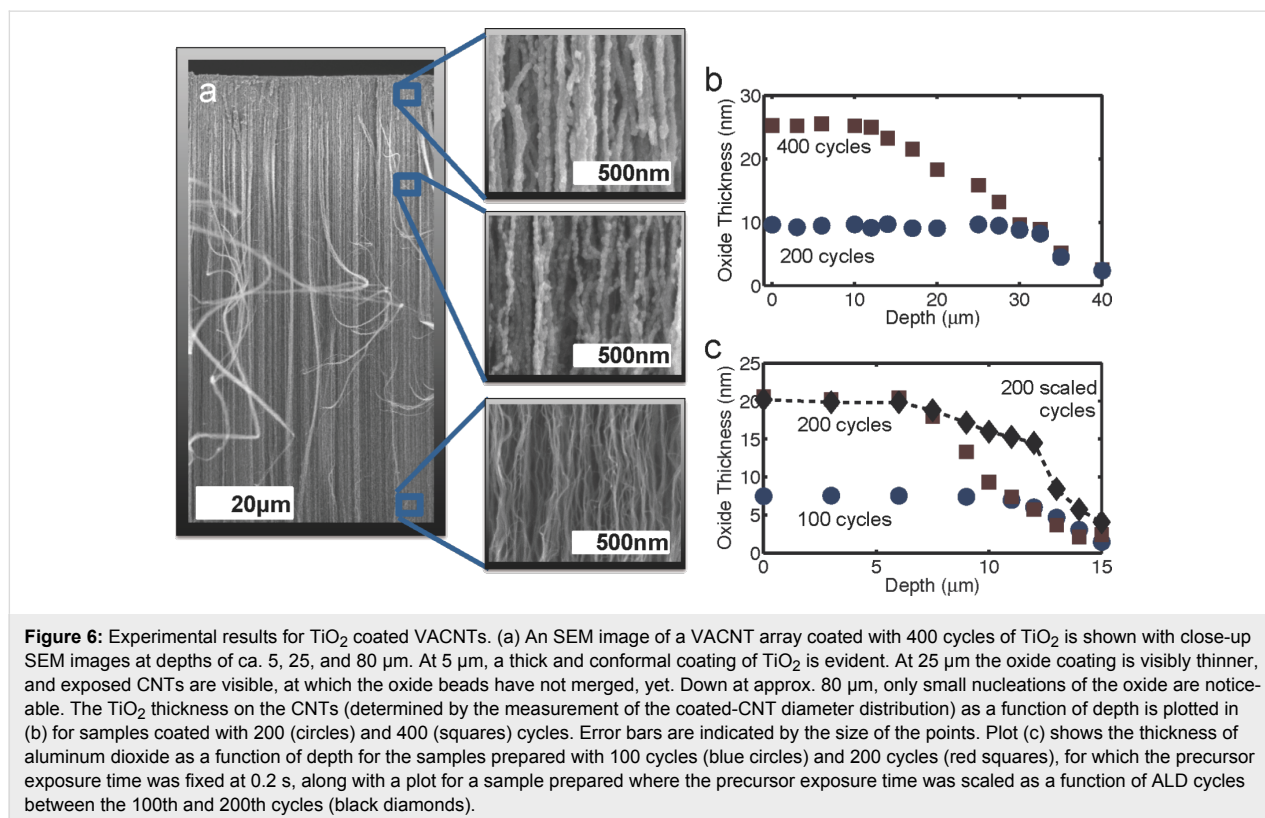 a
20μm
500nm
500nm
500nm
b
Oxide Thickness (nm)
30
20
10
0
400 cycles
200 cycles
0 10 20 30 40
Depth (μm)
c
Oxide Thickness (nm)
25
20
15
10
5
0
200 scaled
cycles
200 cycles
100 cycles
0 5 10 15
Depth (μm)
Figure 6: Experimental results for TiO2 coated VACNTs. (a) An SEM image of a VACNT array coated with 400 cycles of TiO2 is shown with close-up
SEM images at depths of ca. 5, 25, and 80 μm. At 5 μm, a thick and conformal coating of TiO2 is evident. At 25 μm the oxide coating is visibly thinner,
and exposed CNTs are visible, at which the oxide beads have not merged, yet. Down at approx. 80 μm, only small nucleations of the oxide are notice-
able. The TiO2 thickness on the CNTs (determined by the measurement of the coated-CNT diameter distribution) as a function of depth is plotted in
(b) for samples coated with 200 (circles) and 400 (squares) cycles. Error bars are indicated by the size of the points. Plot (c) shows the thickness of
aluminum dioxide as a function of depth for the samples prepared with 100 cycles (blue circles) and 200 cycles (red squares), for which the precursor
exposure time was fixed at 0.2 s, along with a plot for a sample prepared where the precursor exposure time was scaled as a function of ALD cycles
between the 100th and 200th cycles (black diamonds).